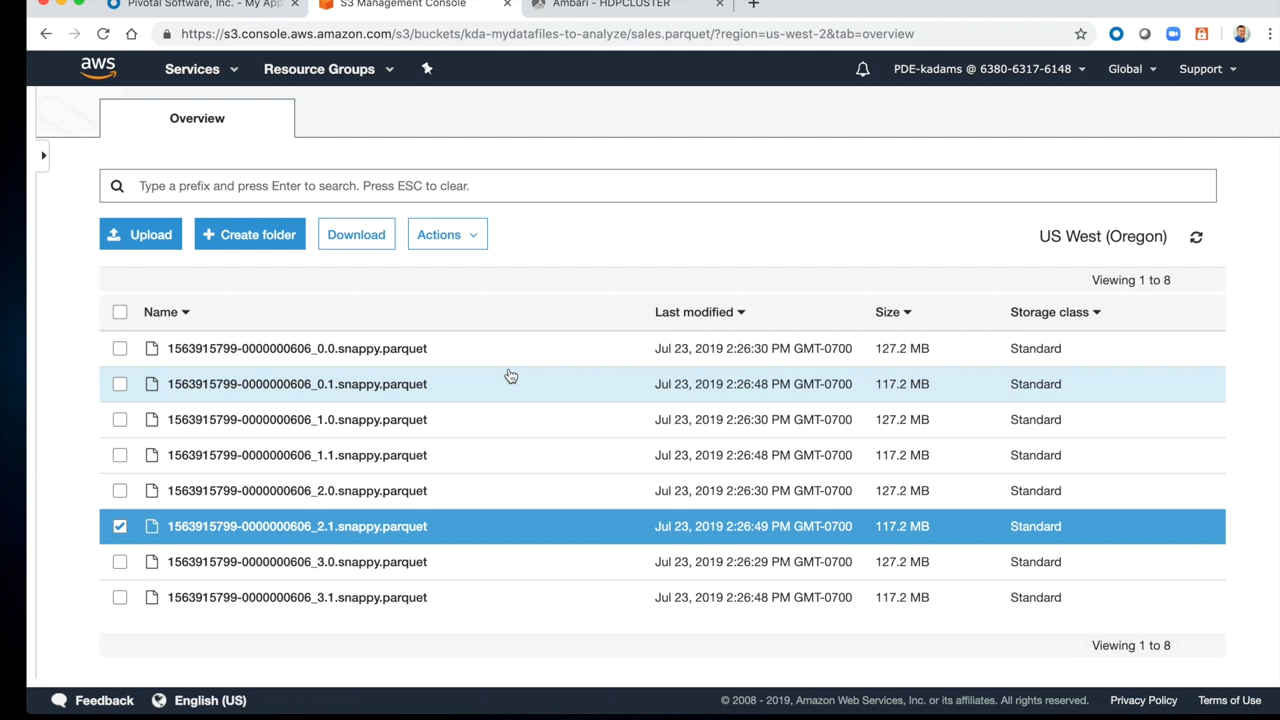 Pivotal Software, Inc. - My App
S3 Management Console
Ambari - HDPCLUSTER
https://s3.console.aws.amazon.com/s3/buckets/kda-mydatafiles-to-analyze/sales.parquet/?region=us-west-2&tab=overview
aws
Services
Resource Groups
PDE-kadams @ 6380-6317-6148
Global
Support
Overview
Type a prefix and press Enter to search. Press ESC to clear.
Upload
+ Create folder
Download
Actions
US West (Oregon)
Viewing 1 to 8
Name Last modified Size Storage class
1563915799-0000000606_0.0.snappy.parquet Jul 23, 2019 2:26:30 PM GMT-0700 127.2 MB Standard
1563915799-0000000606_0.1.snappy.parquet Jul 23, 2019 2:26:48 PM GMT-0700 117.2 MB Standard
1563915799-0000000606_1.0.snappy.parquet Jul 23, 2019 2:26:30 PM GMT-0700 127.2 MB Standard
1563915799-0000000606_1.1.snappy.parquet Jul 23, 2019 2:26:48 PM GMT-0700 117.2 MB Standard
1563915799-0000000606_2.0.snappy.parquet Jul 23, 2019 2:26:30 PM GMT-0700 127.2 MB Standard
1563915799-0000000606_2.1.snappy.parquet Jul 23, 2019 2:26:49 PM GMT-0700 117.2 MB Standard
1563915799-0000000606_3.0.snappy.parquet Jul 23, 2019 2:26:29 PM GMT-0700 127.2 MB Standard
1563915799-0000000606_3.1.snappy.parquet Jul 23, 2019 2:26:48 PM GMT-0700 117.2 MB Standard
Viewing 1 to 8
Feedback
English (US)
© 2008 - 2019, Amazon Web Services, Inc. or its affiliates. All rights reserved.
Privacy Policy
Terms of Use